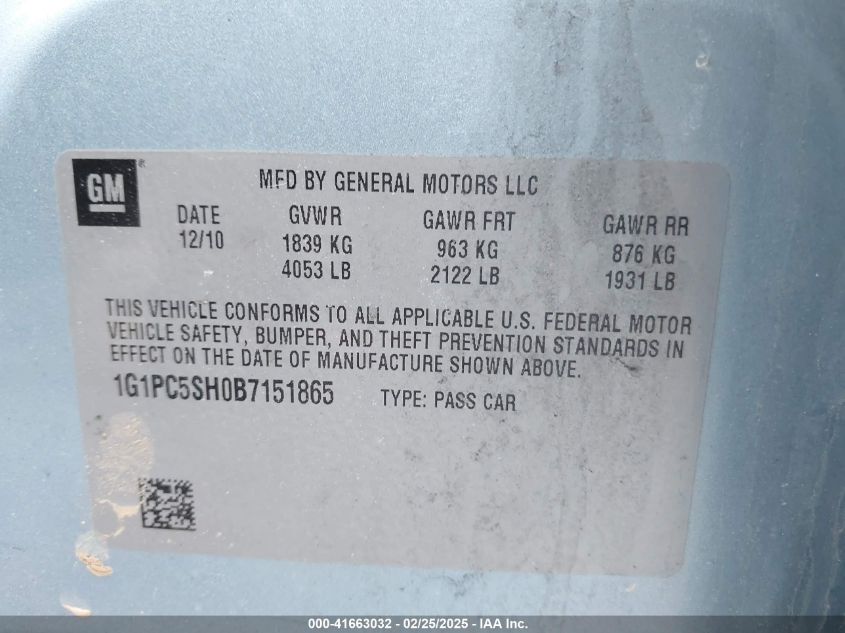 GM®
MFD BY GENERAL MOTORS LLC
DATE GVWR GAWR FRT GAWR RR
12/10 1839 KG 963 KG 876 KG
4053 LB 2122 LB 1931 LB
THIS VEHICLE CONFORMS TO ALL APPLICABLE U.S. FEDERAL MOTOR
VEHICLE SAFETY, BUMPER, AND THEFT PREVENTION STANDARDS IN
EFFECT ON THE DATE OF MANUFACTURE SHOWN ABOVE.
1G1PC5SH0B7151865 TYPE: PASS CAR
000-41663032 - 02/25/2025 - IAA Inc.